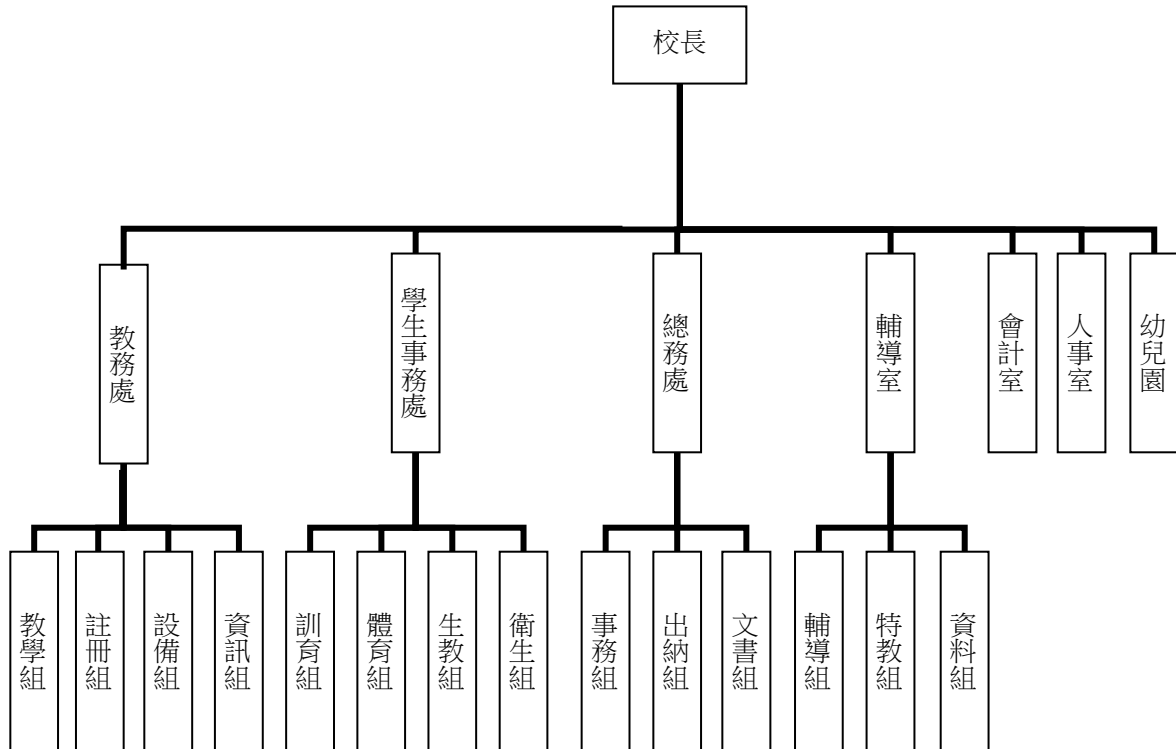 校長
教務處
學生事務處
總務處
輔導室
會計室
人事室
幼兒園
教學組
註冊組
設備組
資訊組
訓育組
體育組
生教組
衛生組
事務組
出納組
文書組
輔導組
特教組
資料組